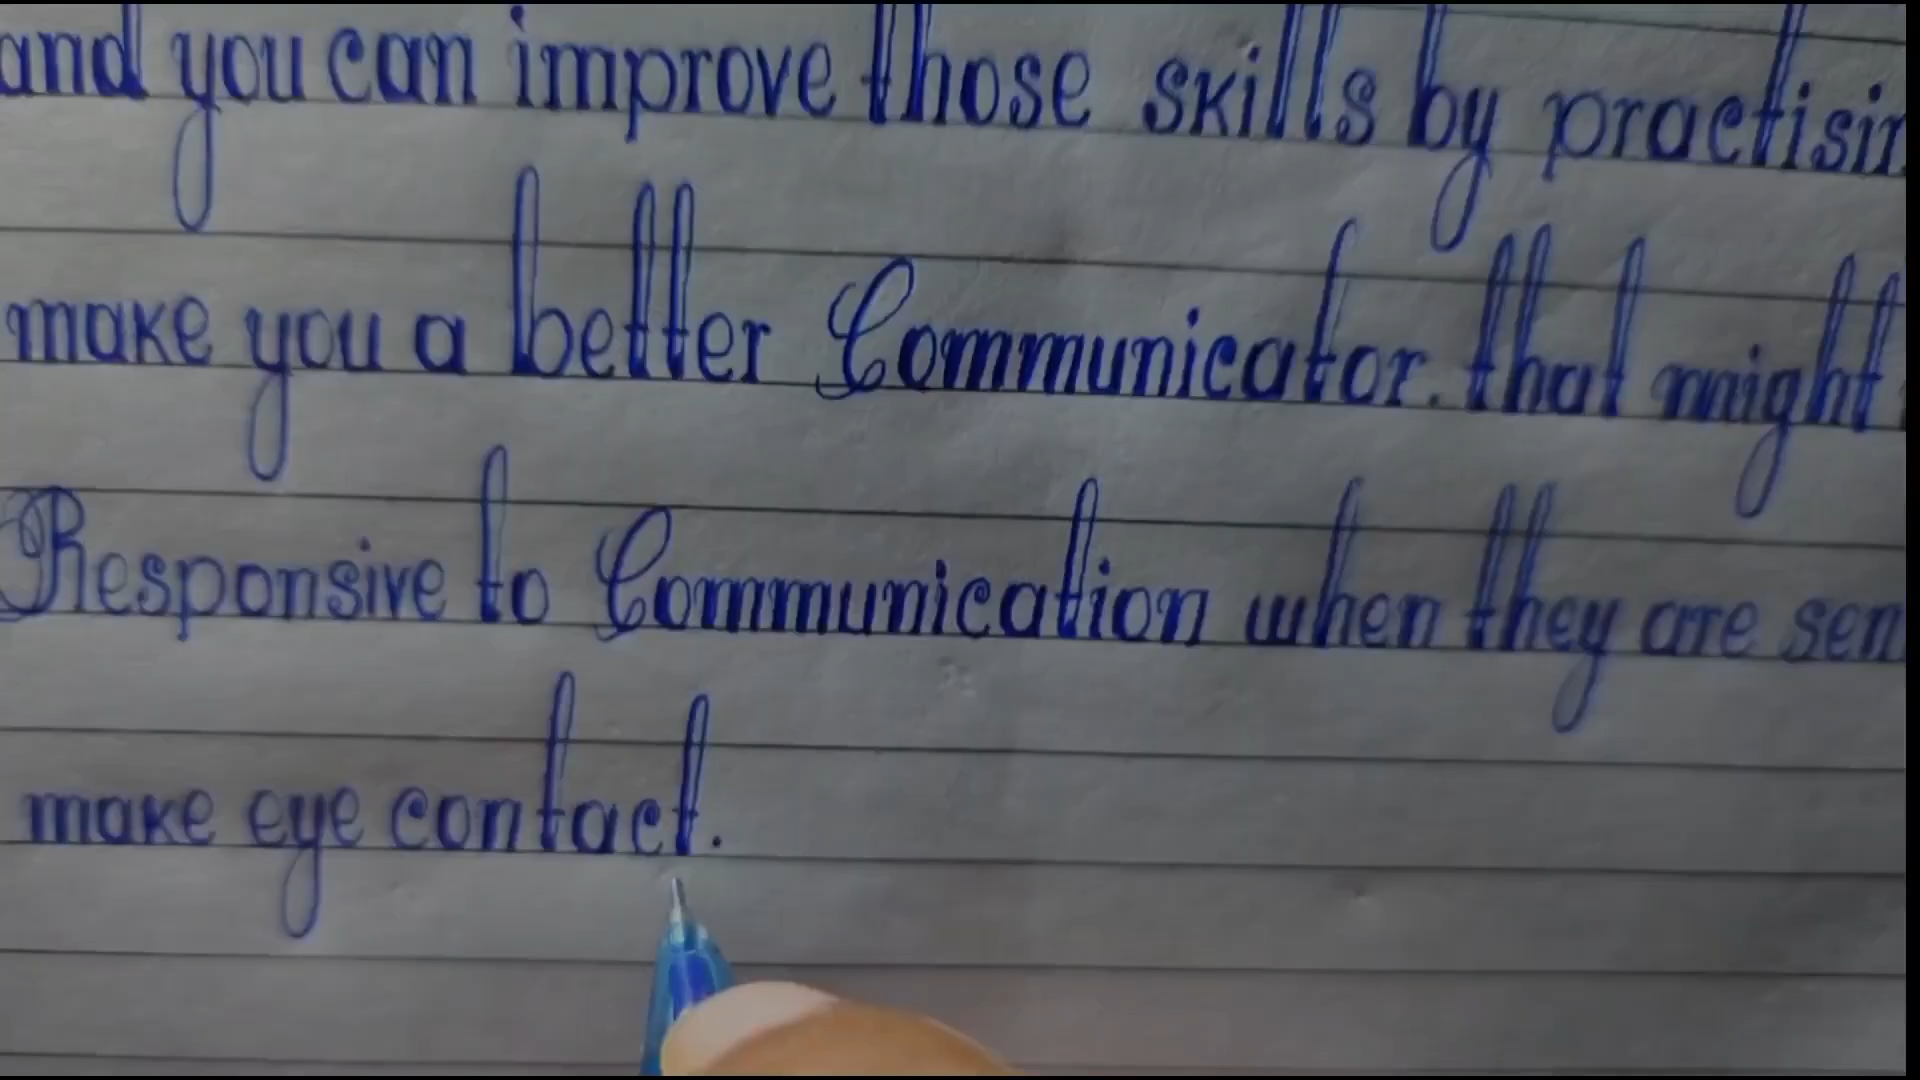 and you can improve those skills by practisin
make you a better Communicator. that might
Responsive to Communication when they are sen
make eye contact.